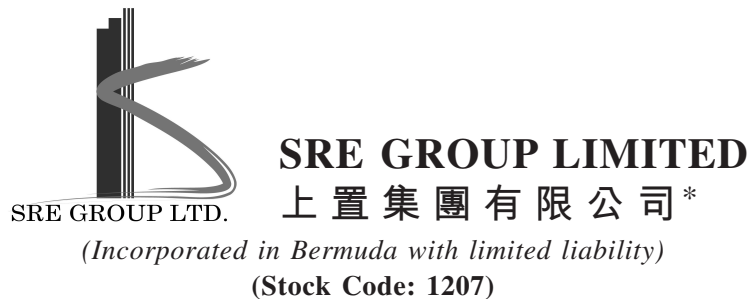 SRE GROUP LTD.
SRE GROUP LIMITED
上置集團有限公司*
(Incorporated in Bermuda with limited liability)
(Stock Code: 1207)